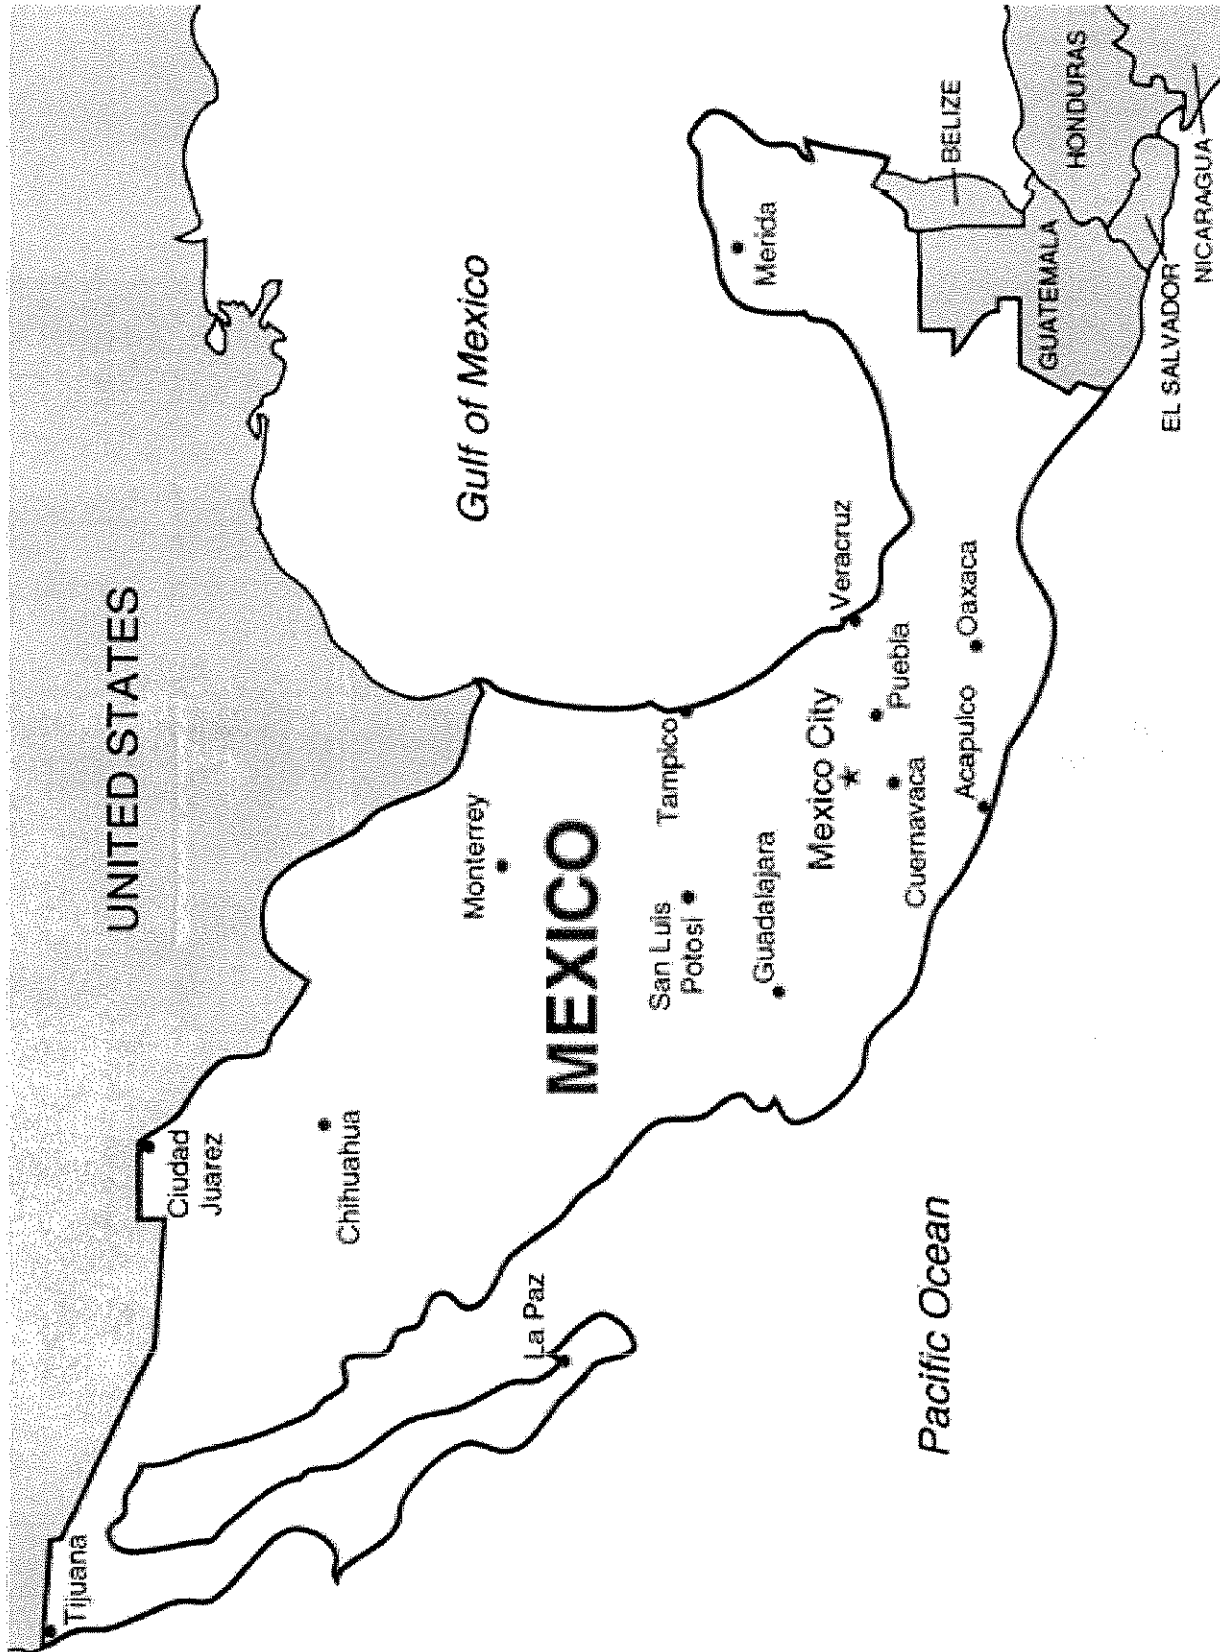 UNITED STATES
Tijuana
Ciudad
Juarez
Chihuahua
Monterrey
Gulf of Mexico
La Paz
MEXICO
San Luis
Potosi
Tampico
Guadalajara
Mexico City
Veracruz
Merida
Cuernavaca
Puebla
Acapulco
Oaxaca
Pacific Ocean
BELIZE
GUATEMALA
HONDURAS
EL SALVADOR
NICARAGUA